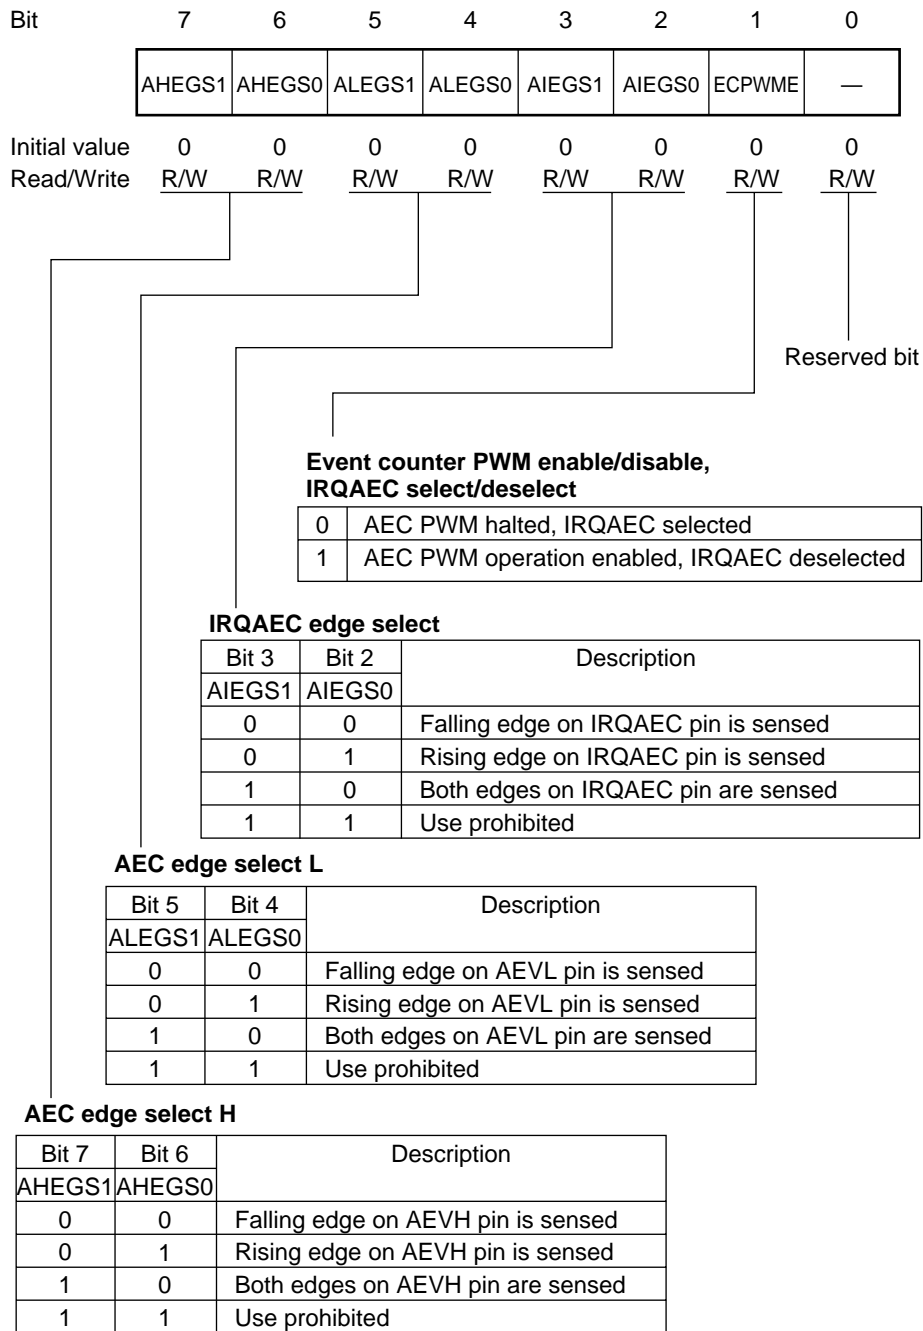 Bit 7 6 5 4 3 2 1 0
AHEGS1 AHEGS0 ALEGS1 ALEGS0 AIEGS1 AIEGS0 ECPWME —
Initial value 0 0 0 0 0 0 0 0
Read/Write R/W R/W R/W R/W R/W R/W R/W R/W
Reserved bit
Event counter PWM enable/disable,
IRQAEC select/deselect
0 AEC PWM halted, IRQAEC selected
1 AEC PWM operation enabled, IRQAEC deselected
IRQAEC edge select
Bit 3 Bit 2 Description
AIEGS1 AIEGS0
0 0 Falling edge on IRQAEC pin is sensed
0 1 Rising edge on IRQAEC pin is sensed
1 0 Both edges on IRQAEC pin are sensed
1 1 Use prohibited
AEC edge select L
Bit 5 Bit 4 Description
ALEGS1 ALEGS0
0 0 Falling edge on AEVL pin is sensed
0 1 Rising edge on AEVL pin is sensed
1 0 Both edges on AEVL pin are sensed
1 1 Use prohibited
AEC edge select H
Bit 7 Bit 6 Description
AHEGS1 AHEGS0
0 0 Falling edge on AEVH pin is sensed
0 1 Rising edge on AEVH pin is sensed
1 0 Both edges on AEVH pin are sensed
1 1 Use prohibited